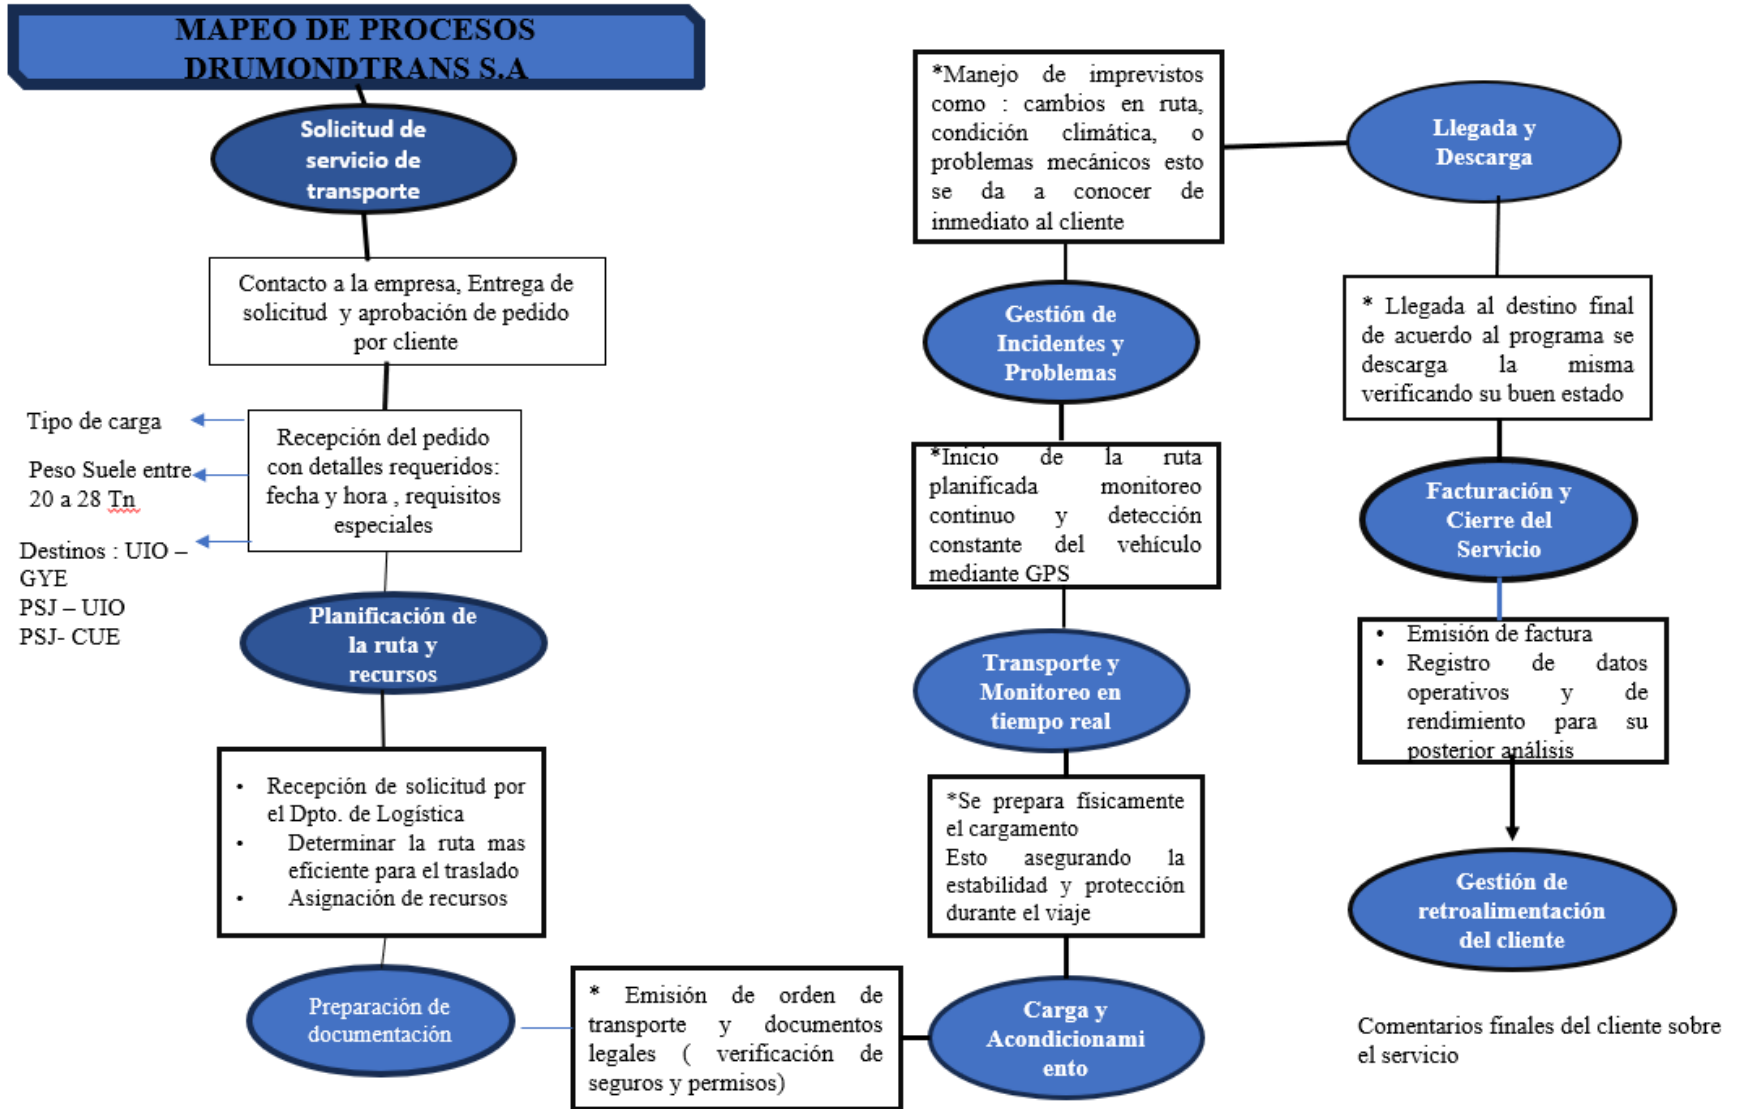 MAPEO DE PROCESOS
DRUMONDTRANS S.A
Solicitud de
servicio de
transporte
Contacto a la empresa, Entrega de
solicitud y aprobación de pedido
por cliente
Recepción del pedido
con detalles requeridos:
fecha y hora , requisitos
especiales
Tipo de carga
Peso Suele entre
20 a 28 Tn
Destinos : UIO –
GYE
PSJ – UIO
PSJ- CUE
Planificación de
la ruta y
recursos
• Recepción de solicitud por
el Dpto. de Logística
• Determinar la ruta mas
eficiente para el traslado
• Asignación de recursos
Preparación de
documentación
* Emisión de orden de
transporte y documentos
legales ( verificación de
seguros y permisos)
Carga y
Acondicionami
ento
*Se prepara físicamente
el cargamento
Esto asegurando la
estabilidad y protección
durante el viaje
Transporte y
Monitoreo en
tiempo real
*Inicio de la ruta
planificada monitoreo
continuo y detección
constante del vehículo
mediante GPS
Gestión de
Incidentes y
Problemas
*Manejo de imprevistos
como : cambios en ruta,
condición climática, o
problemas mecánicos esto
se da a conocer de
inmediato al cliente
Llegada y
Descarga
* Llegada al destino final
de acuerdo al programa se
descarga la misma
verificando su buen estado
Facturación y
Cierre del
Servicio
• Emisión de factura
• Registro de datos
operativos y de
rendimiento para su
posterior análisis
Gestión de
retroalimentación
del cliente
Comentarios finales del cliente sobre
el servicio